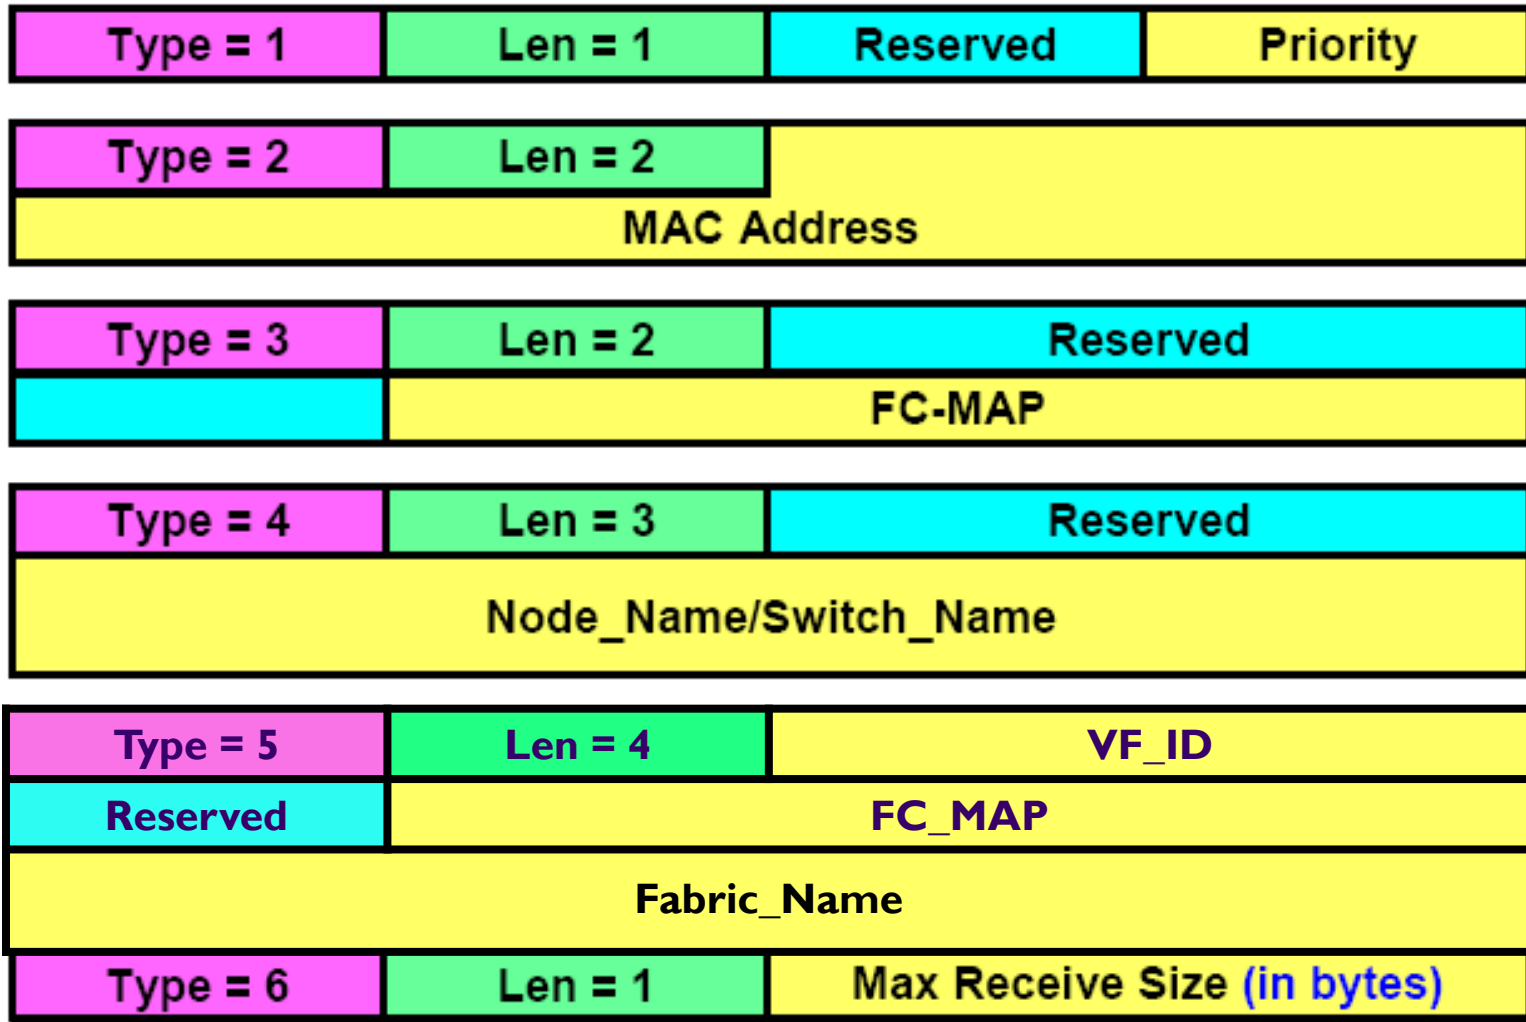 Type = 1 Len = 1 Reserved Priority
Type = 2 Len = 2
MAC Address
Type = 3 Len = 2 Reserved
FC-MAP
Type = 4 Len = 3 Reserved
Node_Name/Switch_Name
Type = 5 Len = 4 VF_ID
Reserved FC_MAP
Fabric_Name
Type = 6 Len = 1 Max Receive Size (in bytes)